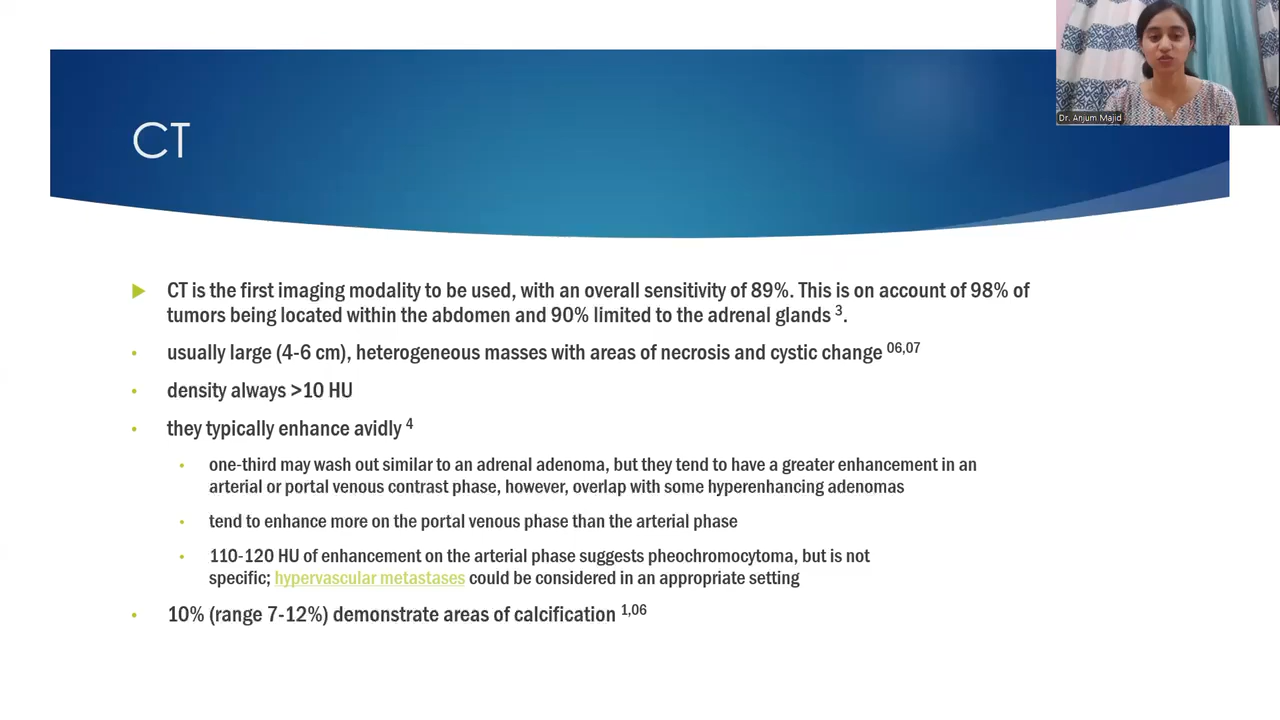 Dr. Anjum Majid
CT
CT is the first imaging modality to be used, with an overall sensitivity of 89%. This is on account of 98% of
tumors being located within the abdomen and 90% limited to the adrenal glands 3.
usually large (4-6 cm), heterogeneous masses with areas of necrosis and cystic change 06,07
density always >10 HU
they typically enhance avidly 4
one-third may wash out similar to an adrenal adenoma, but they tend to have a greater enhancement in an
arterial or portal venous contrast phase, however, overlap with some hyperenhancing adenomas
tend to enhance more on the portal venous phase than the arterial phase
110-120 HU of enhancement on the arterial phase suggests pheochromocytoma, but is not
specific; hypervascular metastases could be considered in an appropriate setting
10% (range 7-12%) demonstrate areas of calcification 1,06